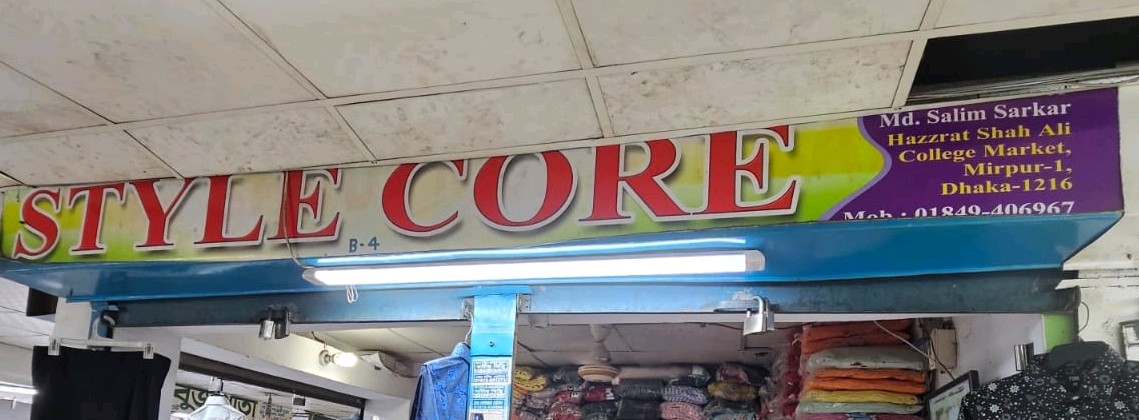 STYLE CORE
Md. Salim Sarkar
Hazzrat Shah Ali
College Market,
Mirpur-1,
Dhaka-1216
Mob : 01849-406967
B-4